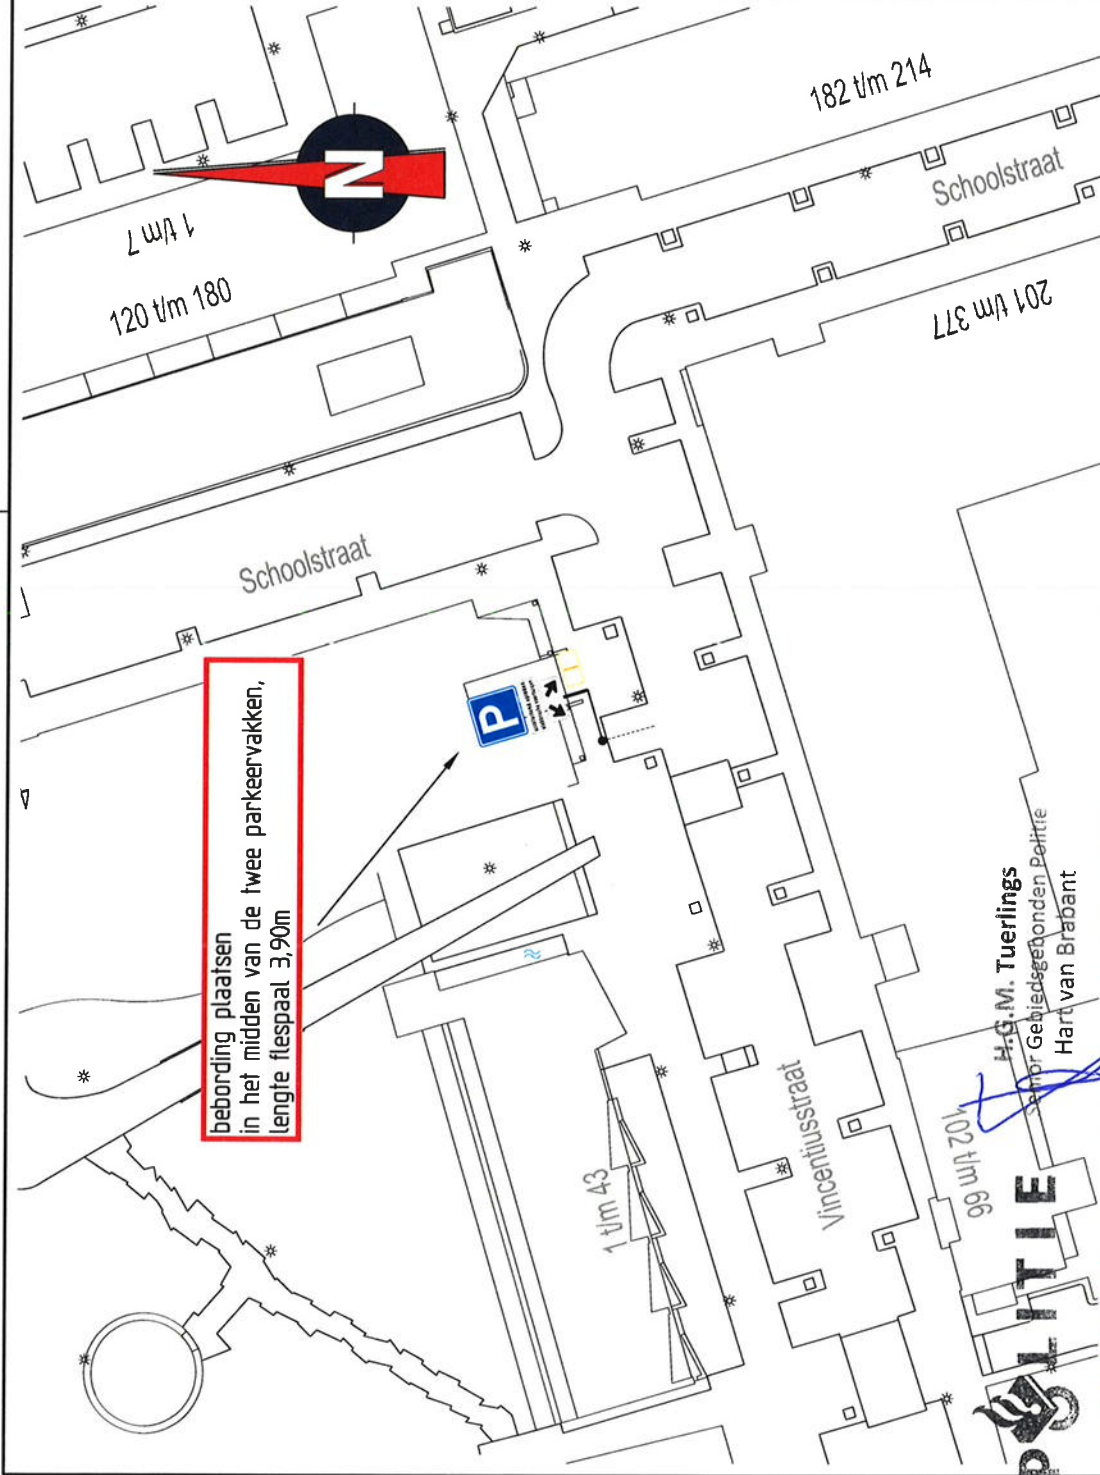 182 t/m 214
Schoolstraat
201 t/m 377
N
1 t/m 7
120 t/m 180
Schoolstraat
bebording plaatsen
in het midden van de twee parkeervakken,
lengte flespaal 3,90m
P
1 t/m 43
Vincentiusstraat
99 t/m 201
H.G.M. Tuerlings
Senior Gebiedsgebonden Politie
Hart van Brabant
POLITIE